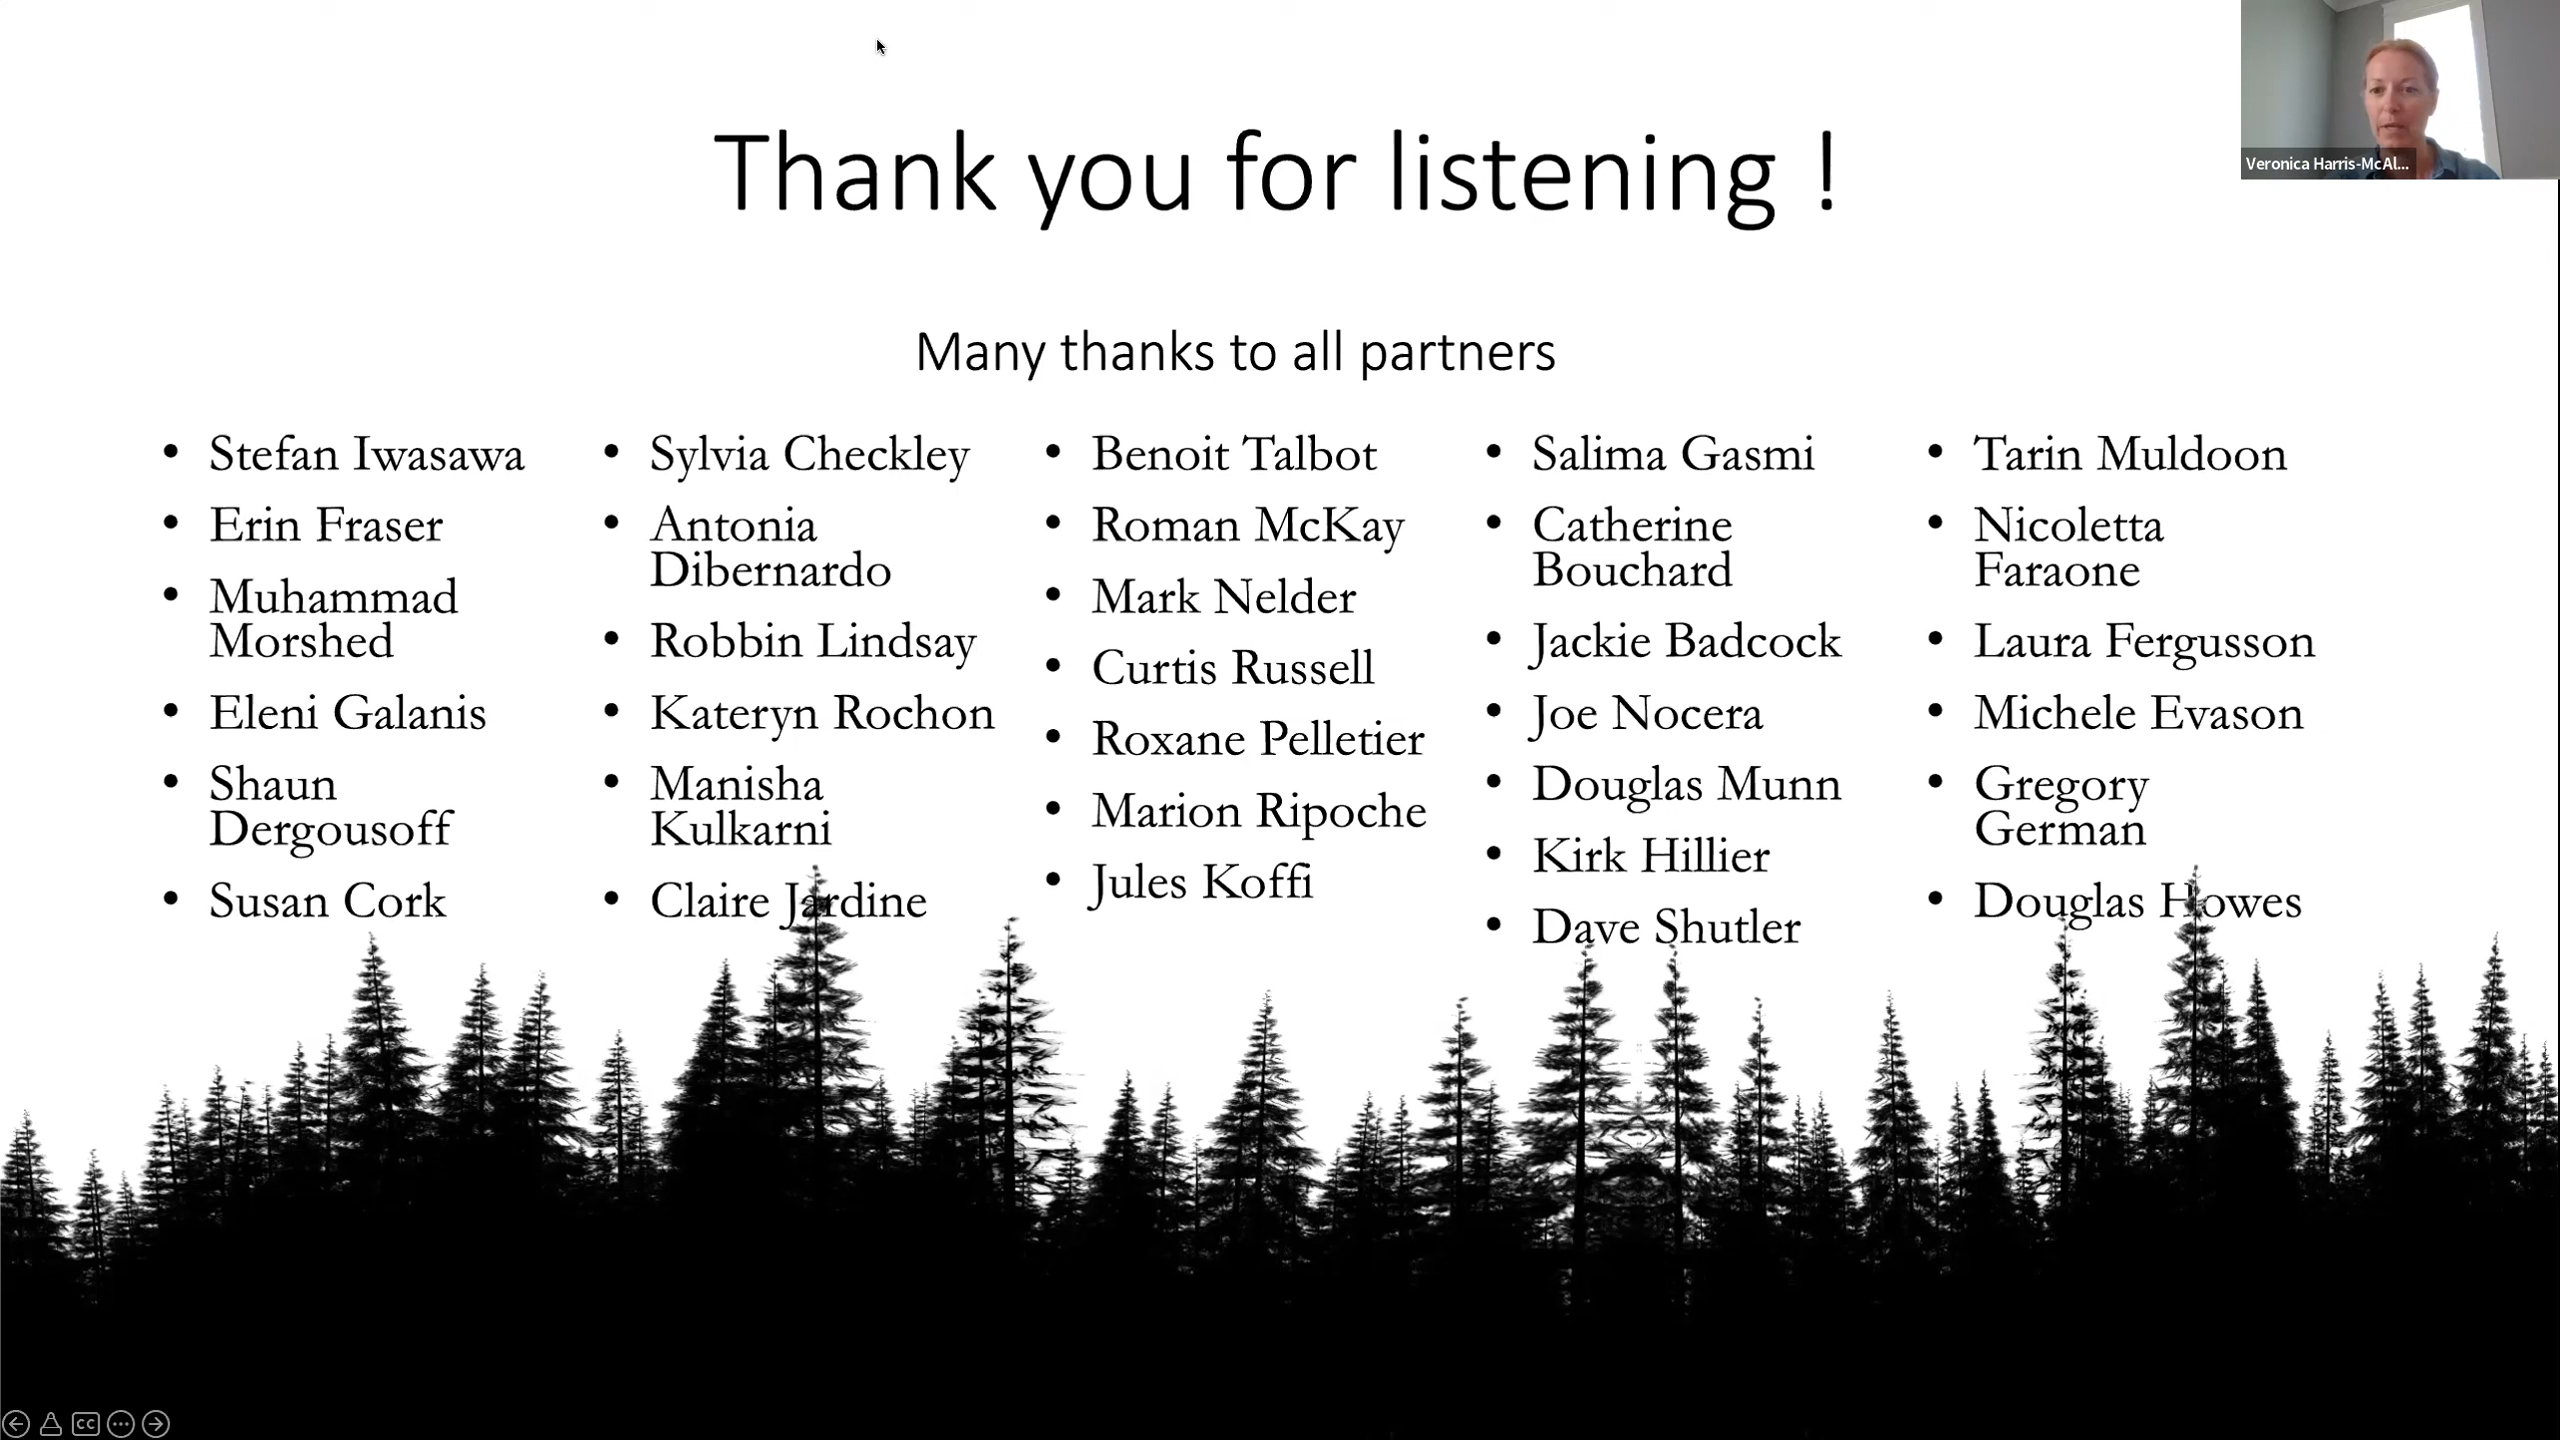 Thank you for listening !
Veronica Harris-McAl...
Many thanks to all partners
• Stefan Iwasawa
• Erin Fraser
• Muhammad
Morshed
• Eleni Galanis
• Shaun
Dergousoff
• Susan Cork
• Sylvia Checkley
• Antonia
Dibernardo
• Robbin Lindsay
• Kateryn Rochon
• Manisha
Kulkarni
• Claire Jardine
• Benoit Talbot
• Roman McKay
• Mark Nelder
• Curtis Russell
• Roxane Pelletier
• Marion Ripoche
• Jules Koffi
• Salima Gasmi
• Catherine
Bouchard
• Jackie Badcock
• Joe Nocera
• Douglas Munn
• Kirk Hillier
• Dave Shutler
• Tarin Muldoon
• Nicoletta
Faraone
• Laura Fergusson
• Michele Evason
• Gregory
German
• Douglas Howes
CC